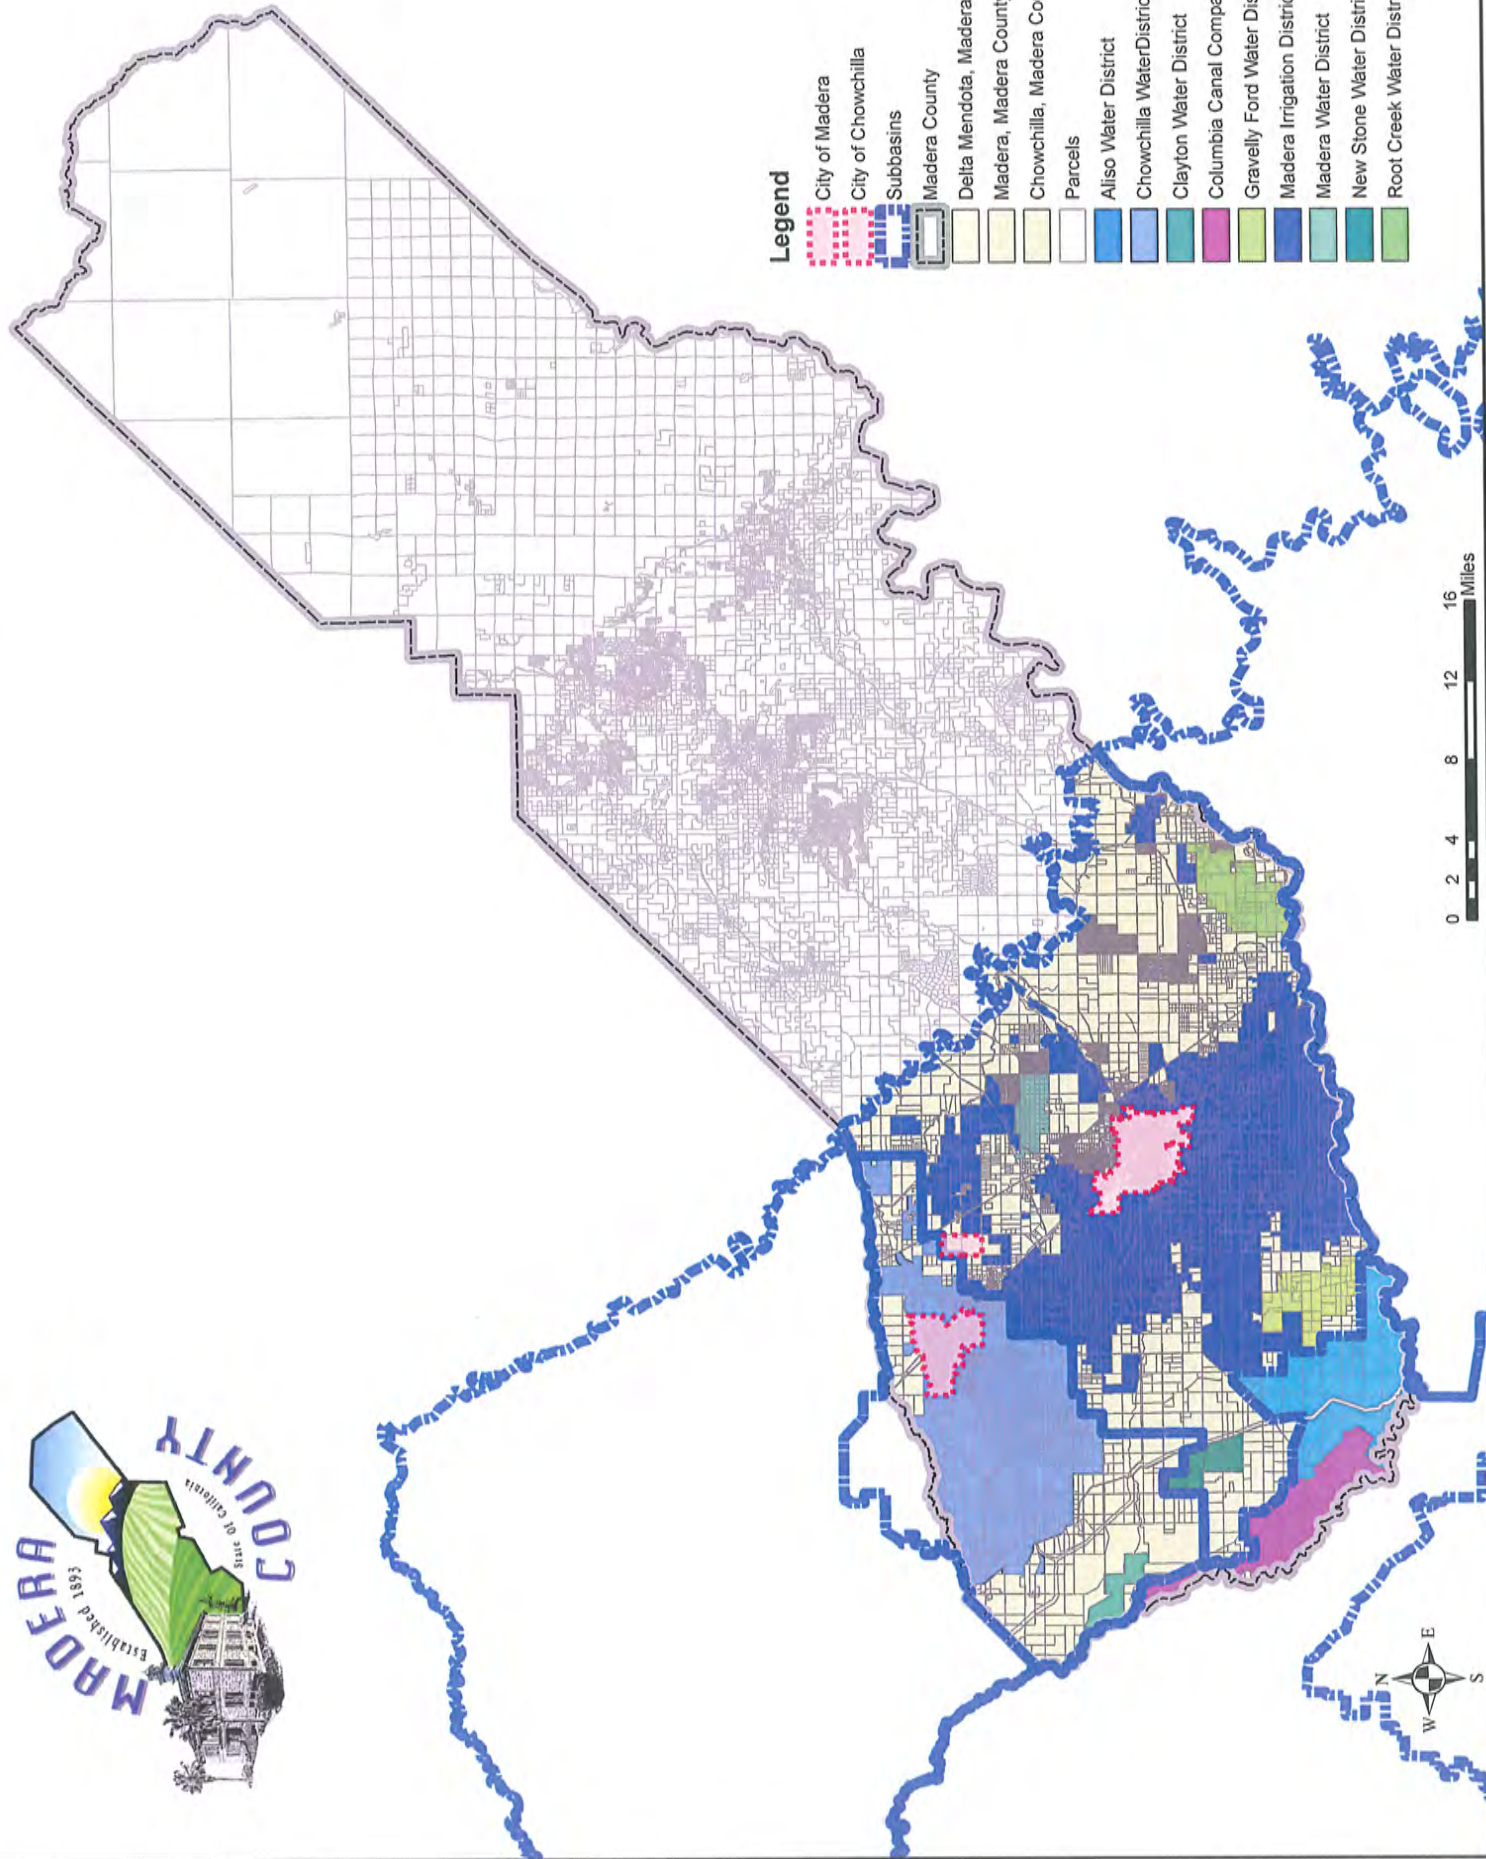 MADERA
COUNTY
Established 1893
State of California
Legend
City of Madera
City of Chowchilla
Subbasins
Madera County
Delta Mendota, Madera
Madera, Madera County
Chowchilla, Madera Co
Parcels
Aliso Water District
Chowchilla WaterDistric
Clayton Water District
Columbia Canal Compa
Gravelly Ford Water Dis
Madera Irrigation Distric
Madera Water District
New Stone Water Distri
Root Creek Water Distr
N
W E
S
0 2 4 8 12 16
Miles